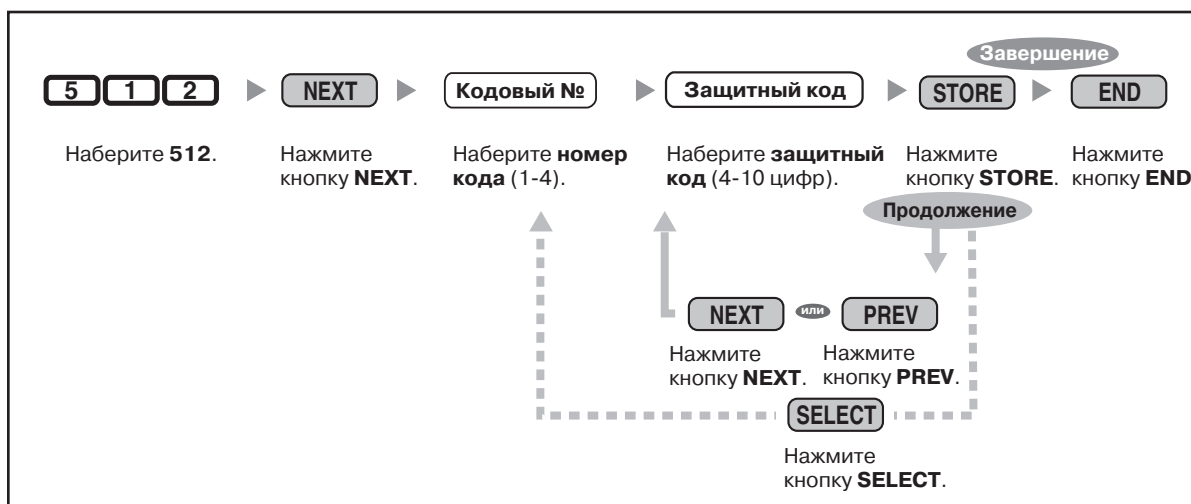 Завершение
5 1 2 NEXT Кодовый № Защитный код STORE END
Наберите 512. Нажмите Наберите номер Наберите защитный Нажмите Нажмите
кнопку NEXT. кода (1-4). код (4-10 цифр). кнопку STORE. кнопку END
Продолжение
NEXT или PREV
Нажмите Нажмите
кнопку NEXT. кнопку PREV.
SELECT
Нажмите
кнопку SELECT.